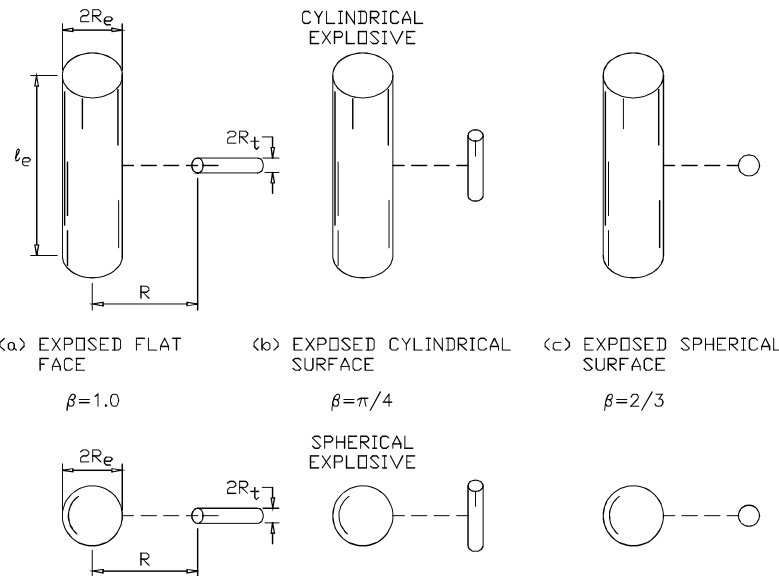 2Rₑ
CYLINDRICAL
EXPLOSIVE
2Rₜ
ℓₑ
R
(a) EXPOSED FLAT
FACE
β=1.0
(b) EXPOSED CYLINDRICAL
SURFACE
β=π/4
(c) EXPOSED SPHERICAL
SURFACE
β=2/3
2Rₑ
SPHERICAL
EXPLOSIVE
2Rₜ
R